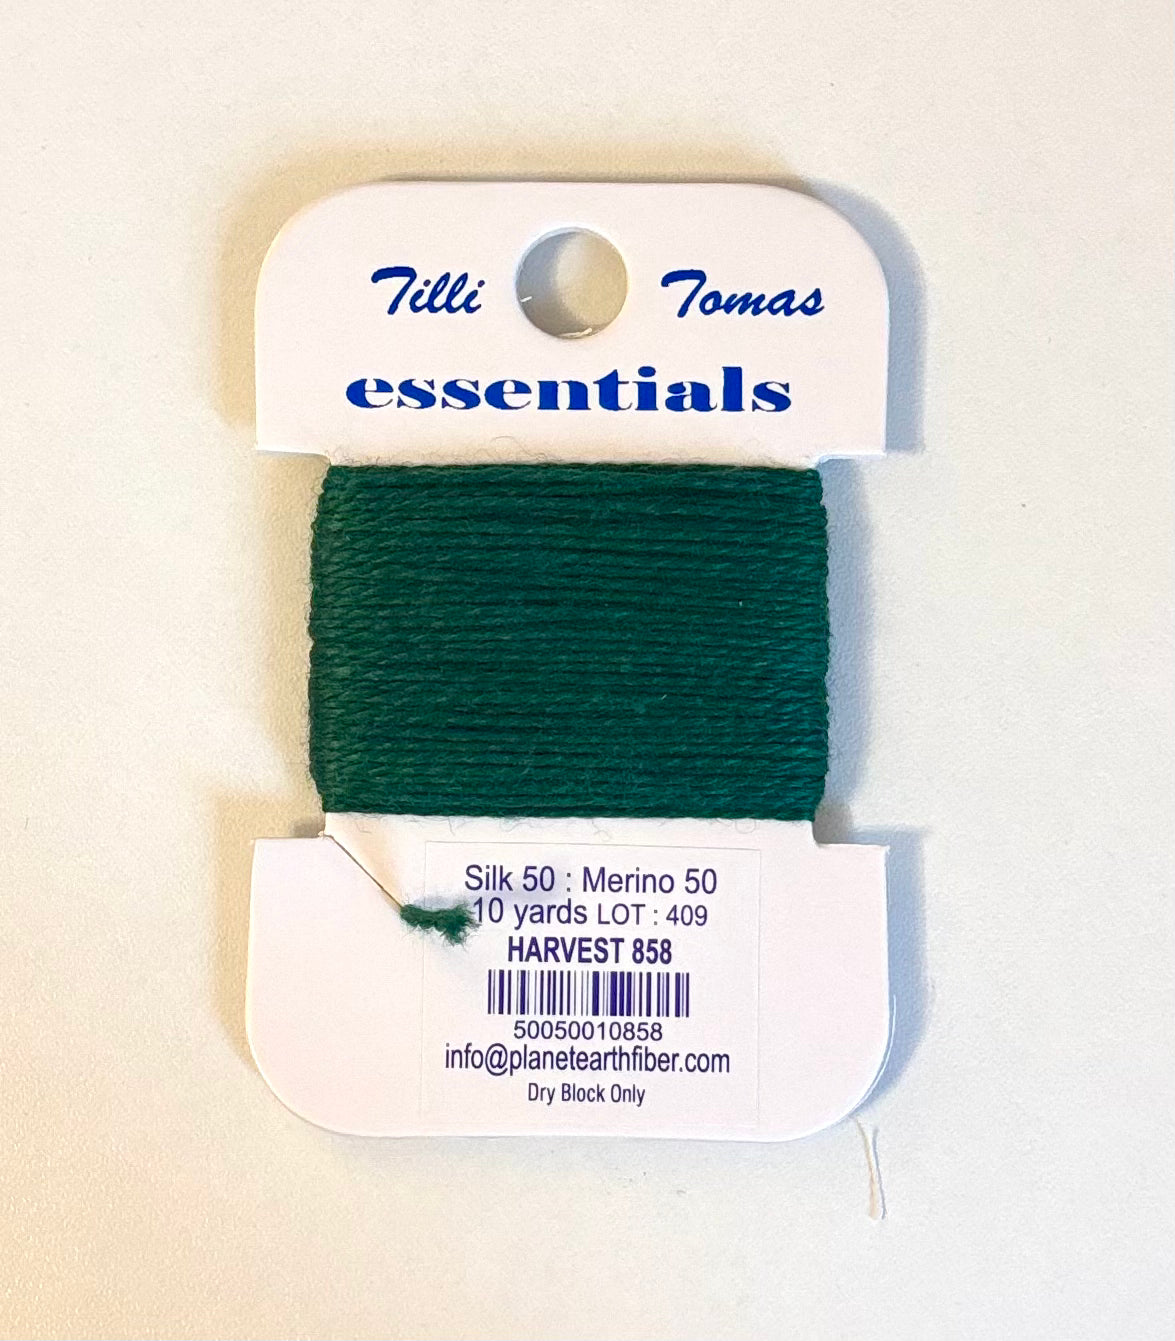 Tilli Tomas
essentials
Silk 50 : Merino 50
10 yards LOT : 409
HARVEST 858
50050010858
info@planetearthfiber.com
Dry Block Only